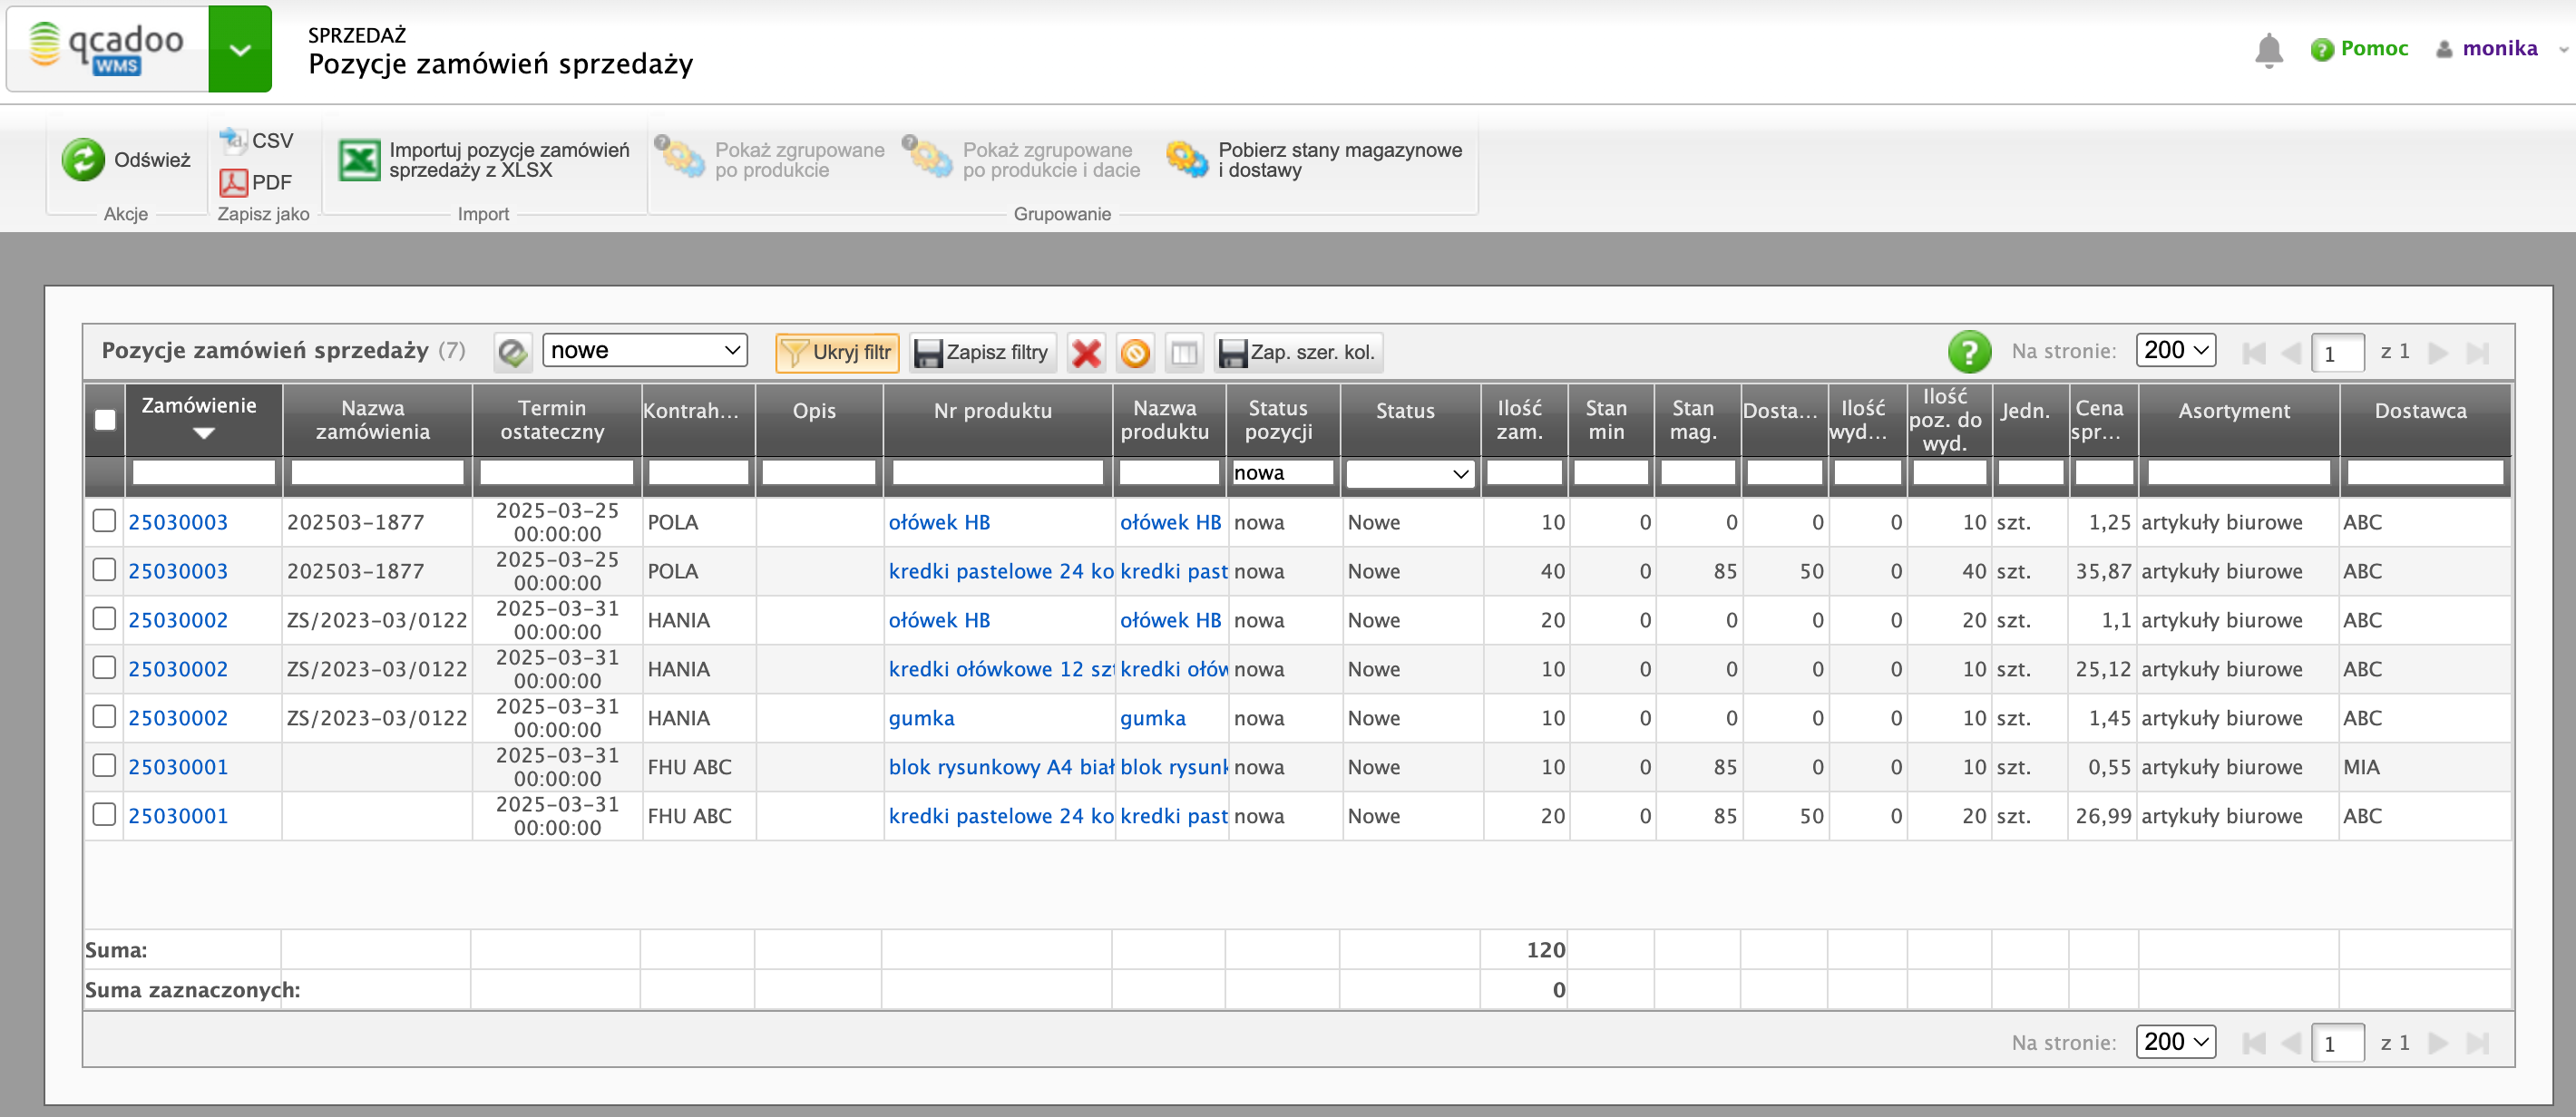 qcadoo
WMS
SPRZEDAŻ
Pozycje zamówień sprzedaży
Pomoc
monika
Odśwież
Akcje
CSV
PDF
Zapisz jako
Importuj pozycje zamówień
sprzedaży z XLSX
Import
Pokaż zgrupowane
po produkcie
Pokaż zgrupowane
po produkcie i dacie
Pobierz stany magazynowe
i dostawy
Grupowanie
Pozycje zamówień sprzedaży (7)
nowe
Ukryj filtr
Zapisz filtry
Zap. szer. kol.
Na stronie: 200 1 z 1
Zamówienie
Nazwa
zamówienia
Termin
ostateczny
Kontrah...
Opis
Nr produktu
Nazwa
produktu
Status
pozycji
Status
Ilość
zam.
Stan
min
Stan
mag.
Dosta...
Ilość
wyd...
Ilość
poz. do
wyd.
Jedn.
Cena
spr...
Asortyment
Dostawca
nowa
25030003 202503-1877 2025-03-25 00:00:00 POLA ołówek HB ołówek HB nowa Nowe 10 0 0 0 0 10 szt. 1,25 artykuły biurowe ABC
25030003 202503-1877 2025-03-25 00:00:00 POLA kredki pastelowe 24 ko kredki past nowa Nowe 40 0 85 50 0 40 szt. 35,87 artykuły biurowe ABC
25030002 ZS/2023-03/0122 2025-03-31 00:00:00 HANIA ołówek HB ołówek HB nowa Nowe 20 0 0 0 0 20 szt. 1,1 artykuły biurowe ABC
25030002 ZS/2023-03/0122 2025-03-31 00:00:00 HANIA kredki ołówkowe 12 szt kredki ołów nowa Nowe 10 0 0 0 0 10 szt. 25,12 artykuły biurowe ABC
25030002 ZS/2023-03/0122 2025-03-31 00:00:00 HANIA gumka gumka nowa Nowe 10 0 0 0 0 10 szt. 1,45 artykuły biurowe ABC
25030001 2025-03-31 00:00:00 FHU ABC blok rysunkowy A4 biał blok rysunk nowa Nowe 10 0 85 0 0 10 szt. 0,55 artykuły biurowe MIA
25030001 2025-03-31 00:00:00 FHU ABC kredki pastelowe 24 ko kredki past nowa Nowe 20 0 85 50 0 20 szt. 26,99 artykuły biurowe ABC
Suma: 120
Suma zaznaczonych: 0
Na stronie: 200 1 z 1